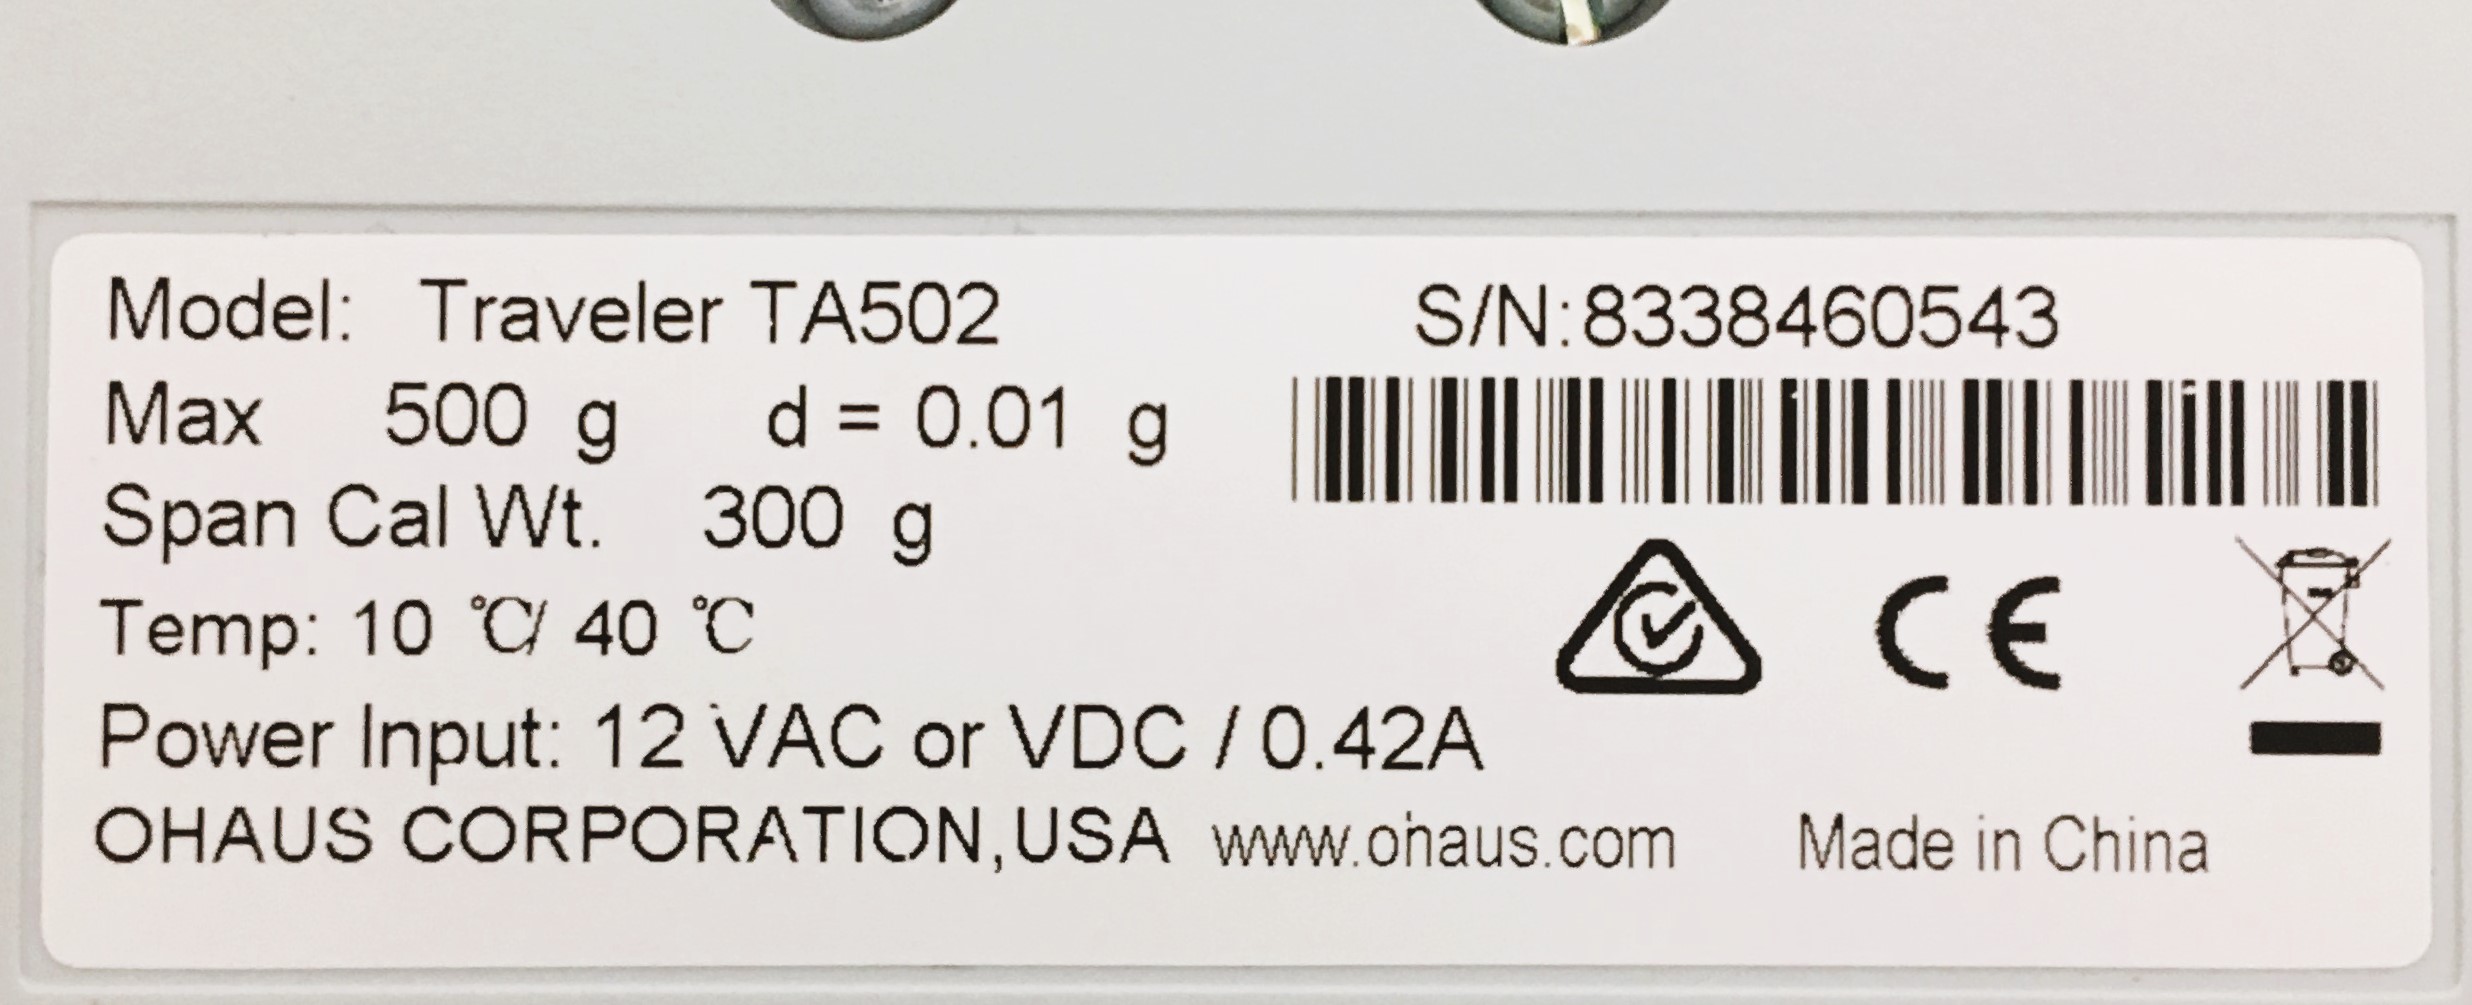 Model: Traveler TA502 S/N:8338460543
Max 500 g d = 0.01 g
Span Cal Wt. 300 g
Temp: 10 ℃/ 40 ℃
CE
Power Input: 12 VAC or VDC / 0.42A
OHAUS CORPORATION,USA www.ohaus.com Made in China